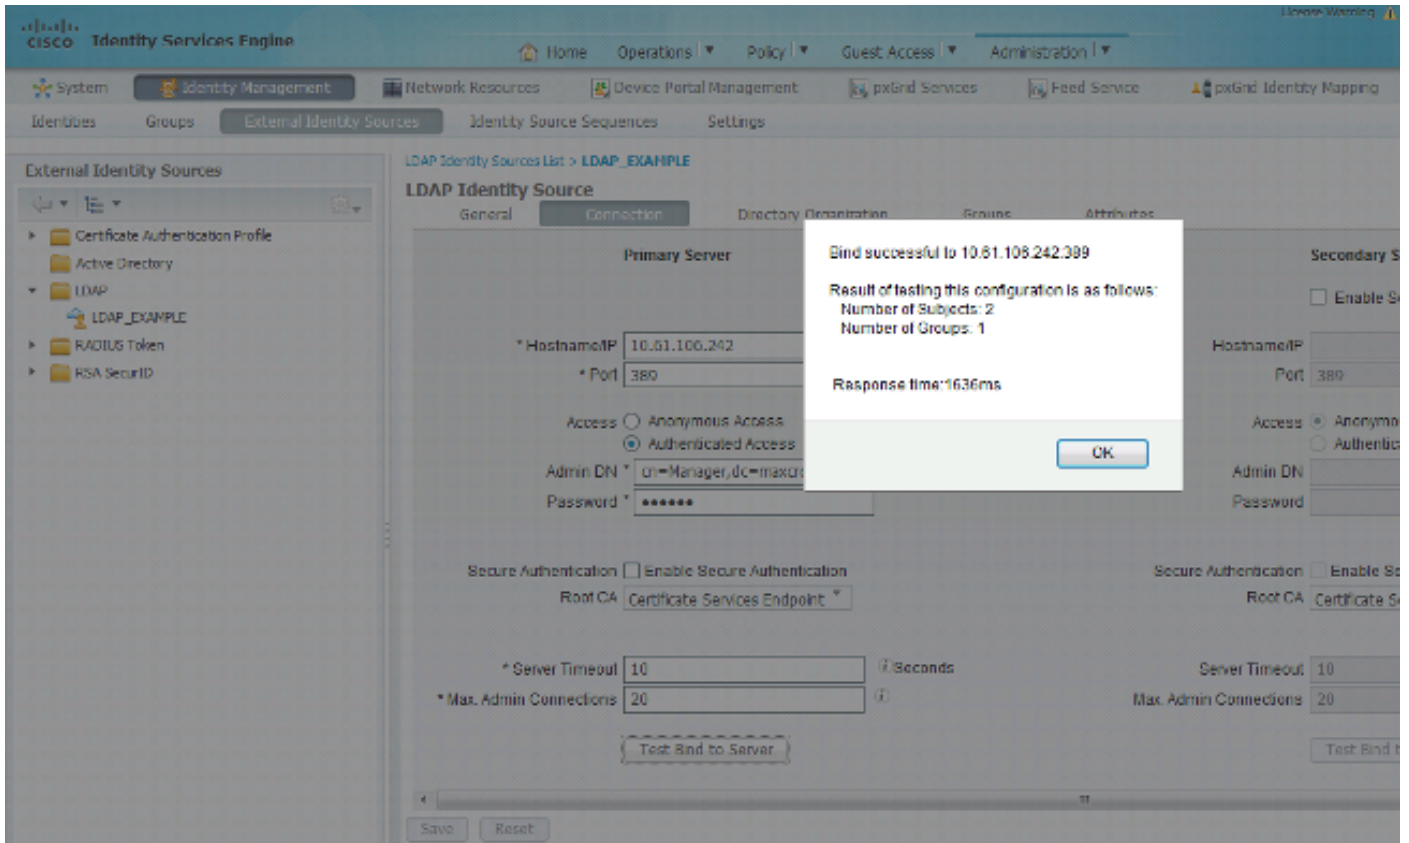 License Warning
CISCO Identity Services Engine
Home Operations Policy Guest Access Administration
System Identity Management Network Resources Device Portal Management pxGrid Services Feed Service pxGrid Identity Mapping
Identities Groups External Identity Sources Identity Source Sequences Settings
External Identity Sources
Certificate Authentication Profile
Active Directory
LDAP
LDAP_EXAMPLE
RADIUS Token
RSA SecurID
LDAP Identity Sources List > LDAP_EXAMPLE
LDAP Identity Source
General Connection Directory Organization Groups Attributes
Primary Server
* Hostname/IP 10.61.106.242
* Port 389
Access Anonymous Access
Authenticated Access
Admin DN * cn=Manager,dc=maxcr
Password * ••••••
Secure Authentication Enable Secure Authentication
Root CA Certificate Services Endpoint
* Server Timeout 10 Seconds
* Max. Admin Connections 20
Test Bind to Server
Save Reset
Bind successful to 10.61.106.242:389
Result of testing this configuration is as follows:
Number of Subjects: 2
Number of Groups: 1
Response time:1636ms
OK
Secondary S
Enable S
Hostname/IP
Port 389
Access Anonymo
Authentic
Admin DN
Password
Secure Authentication Enable Se
Root CA Certificate S
Server Timeout 10
Max. Admin Connections 20
Test Bind t